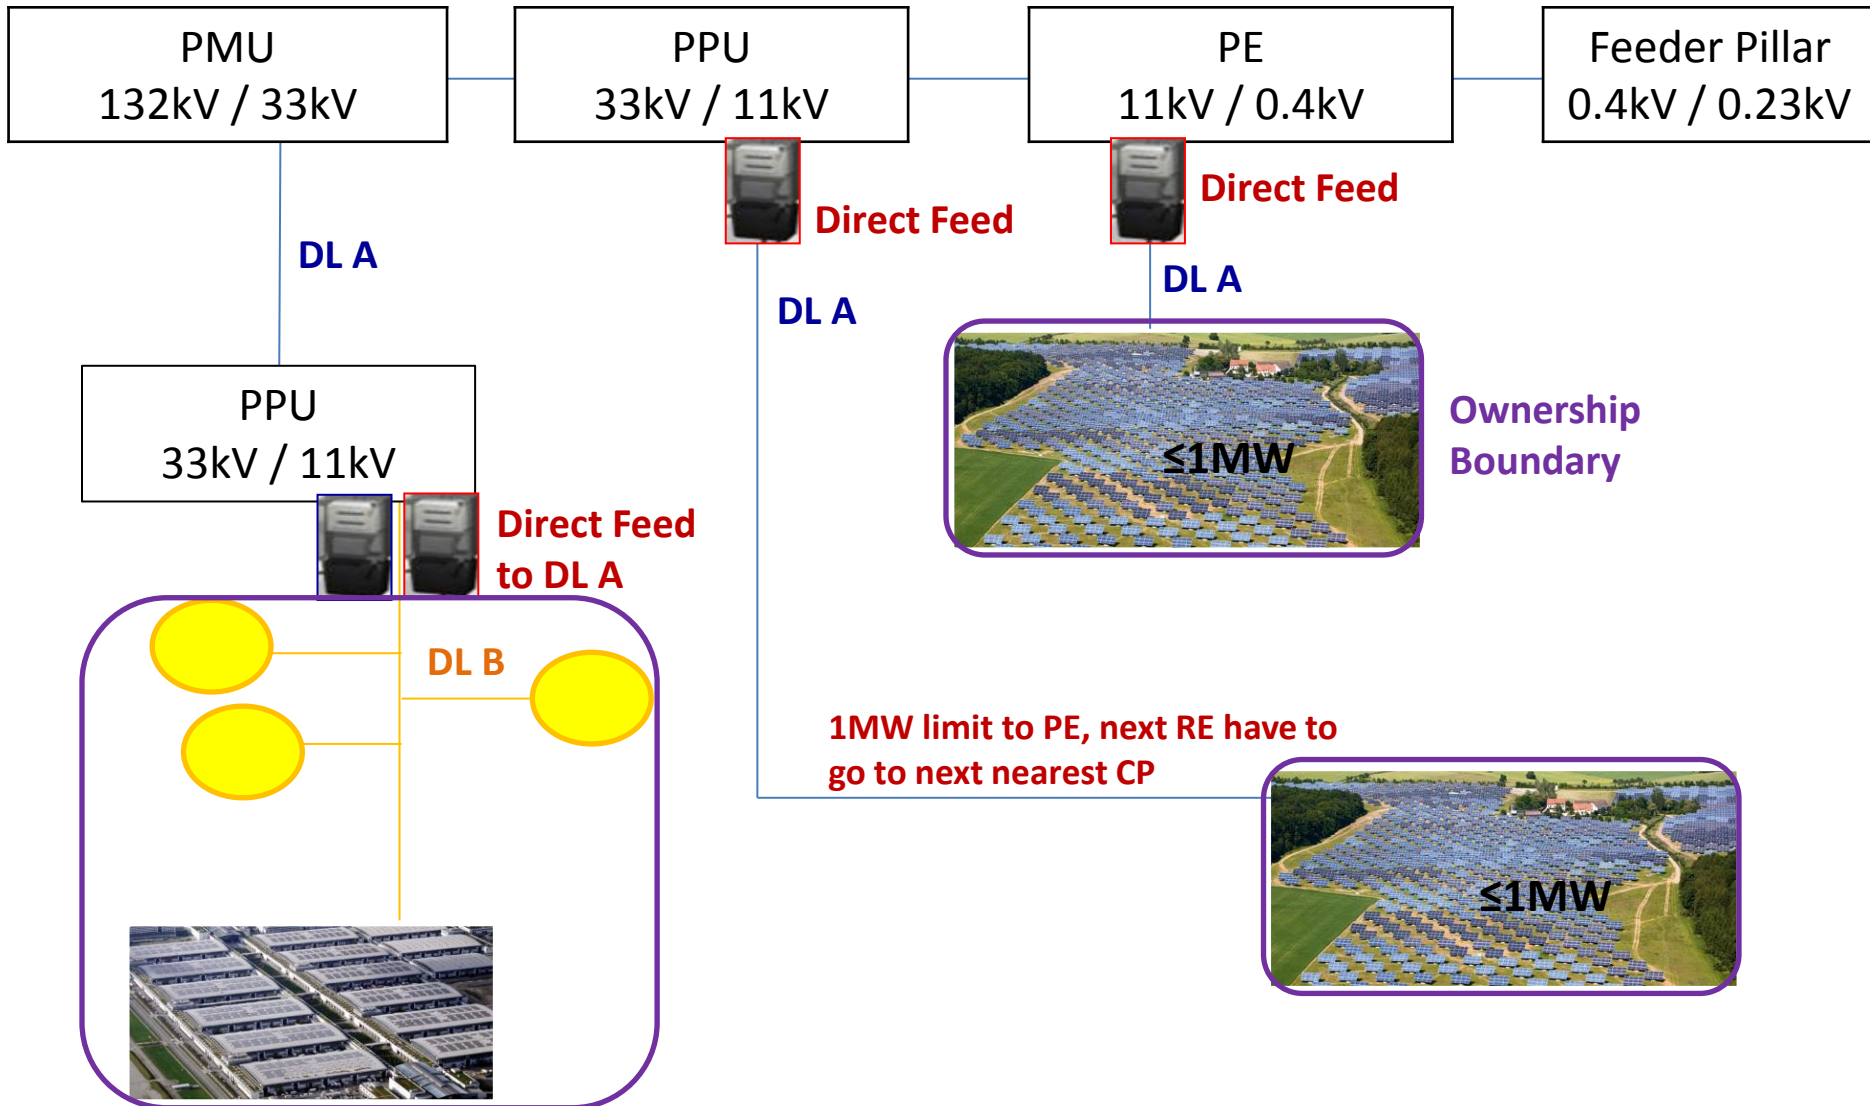 PMU
132kV / 33kV
PPU
33kV / 11kV
PE
11kV / 0.4kV
Feeder Pillar
0.4kV / 0.23kV
Direct Feed
Direct Feed
DL A
DL A
DL A
PPU
33kV / 11kV
≤1MW
Ownership
Boundary
Direct Feed
to DL A
DL B
1MW limit to PE, next RE have to
go to next nearest CP
≤1MW